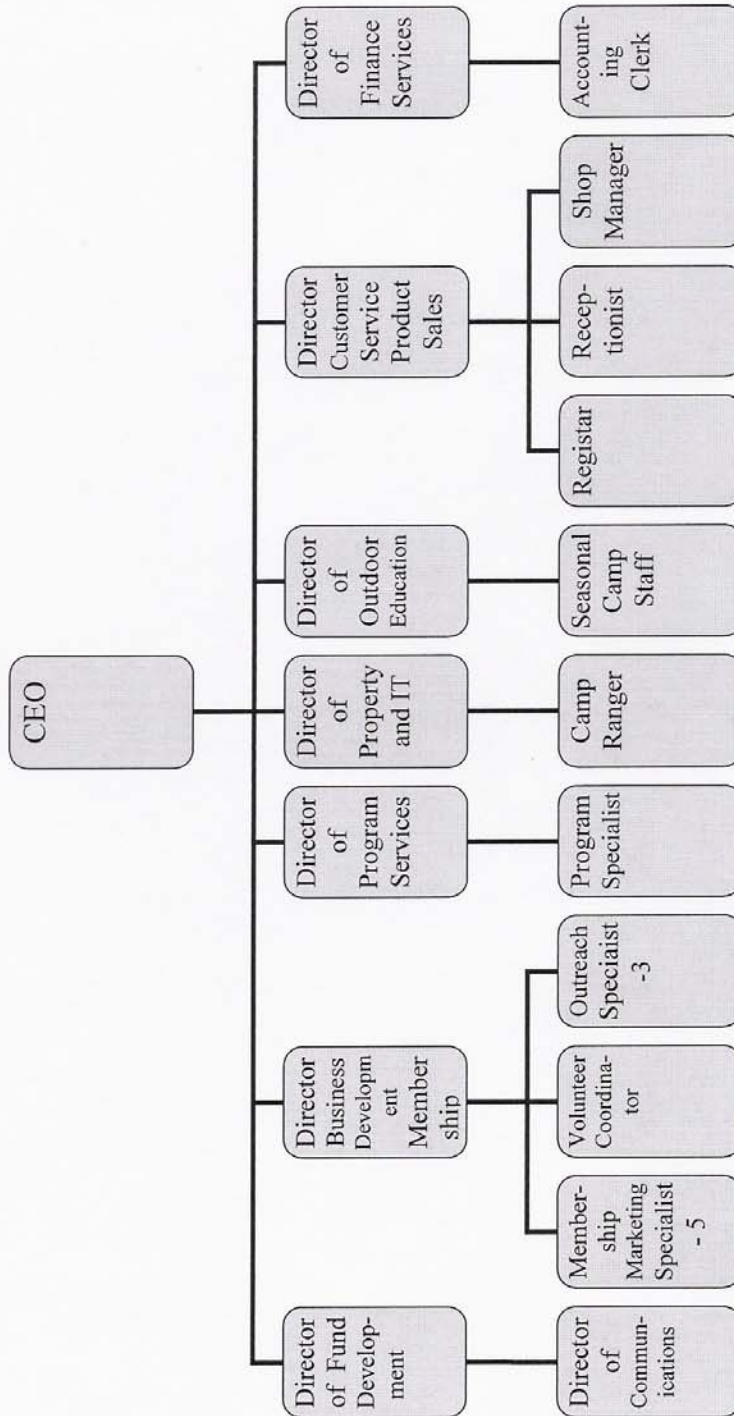 CEO
Director
of Fund
Develop-
ment
Director
Business
Developm
ent
Member
ship
Director
of
Program
Services
Director
of
Property
and IT
Director
of
Outdoor
Education
Director
Customer
Service
Product
Sales
Director
of
Finance
Services
Director
of
Commun-
ications
Member-
ship
Marketing
Specialist
- 5
Volunteer
Coordina-
tor
Outreach
Speciaist
-3
Program
Specialist
Camp
Ranger
Seasonal
Camp
Staff
Registar
Recep-
tionist
Shop
Manager
Account-
ing
Clerk